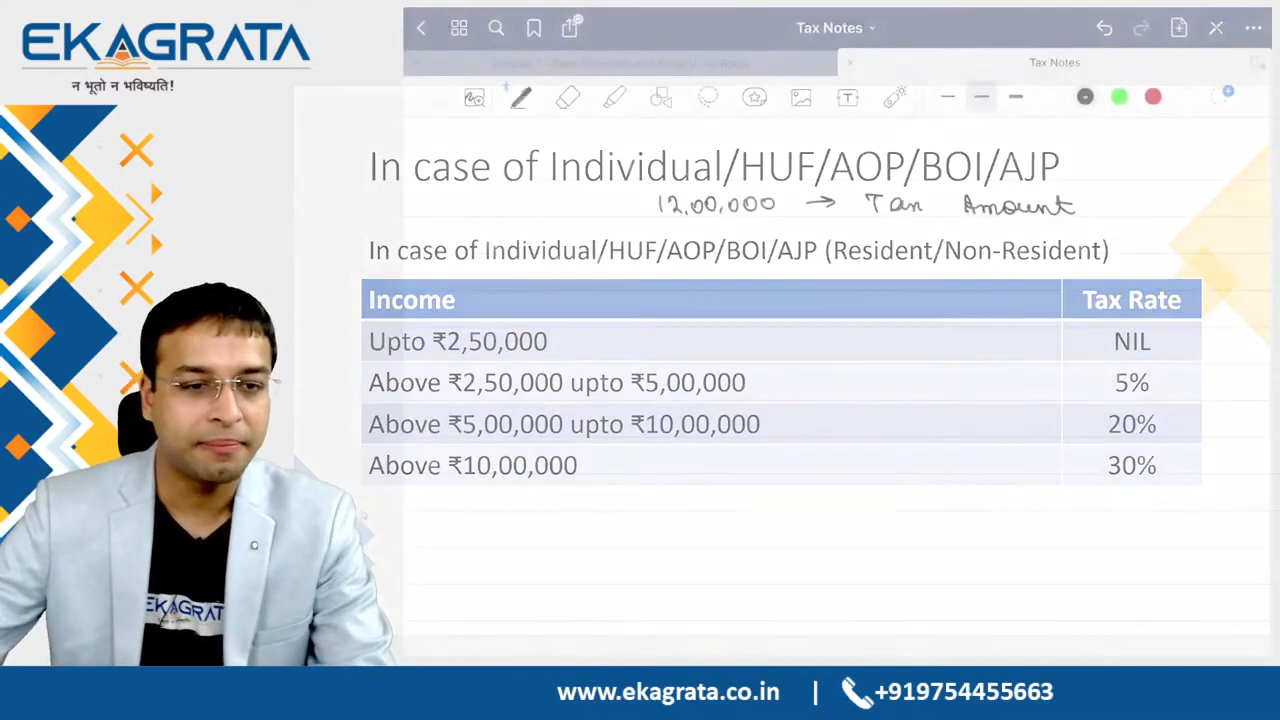 EKAGRATA
न भूतो न भविष्यति!
Tax Notes
Tax Notes
T
In case of Individual/HUF/AOP/BOI/AJP
12,00,000 → Tax Amount
In case of Individual/HUF/AOP/BOI/AJP (Resident/Non-Resident)
Income Tax Rate
Upto ₹2,50,000 NIL
Above ₹2,50,000 upto ₹5,00,000 5%
Above ₹5,00,000 upto ₹10,00,000 20%
Above ₹10,00,000 30%
EKAGRATA
www.ekagrata.co.in | +919754455663